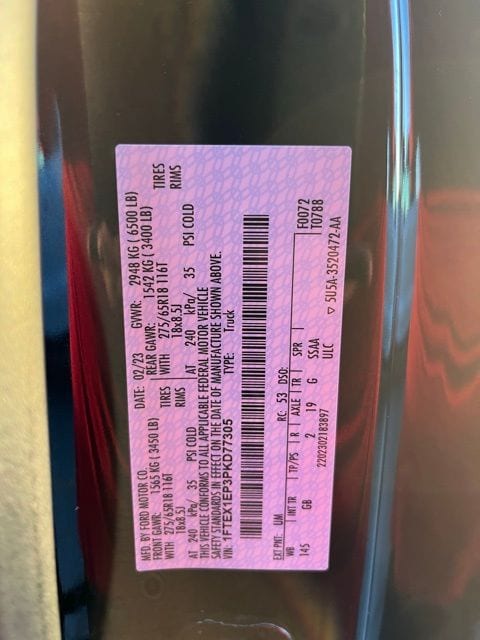 MFD. BY FORD MOTOR CO.
DATE: 02/23 GVWR: 2948 KG ( 6500 LB)
FRONT GAWR: 1565 KG ( 3450 LB) REAR GAWR: 1542 KG ( 3400 LB)
WITH 275/65R18 116T TIRES WITH 275/65R18 116T TIRES
18x8.5J RIMS 18x8.5J RIMS
AT 240 kPa/ 35 PSI COLD AT 240 kPa/ 35 PSI COLD
THIS VEHICLE CONFORMS TO ALL APPLICABLE FEDERAL MOTOR VEHICLE
SAFETY STANDARDS IN EFFECT ON THE DATE OF MANUFACTURE SHOWN ABOVE.
VIN: 1FTEX1EP3PKD77305 TYPE: Truck
F0072
T0788
EXT PNT: UM RC: 53 DSO:
WB INT TR TP/PS R AXLE TR SPR
145 GB 2 19 G SSAA
ULC
2202302183897 ▽ 5U5A-3520472-AA